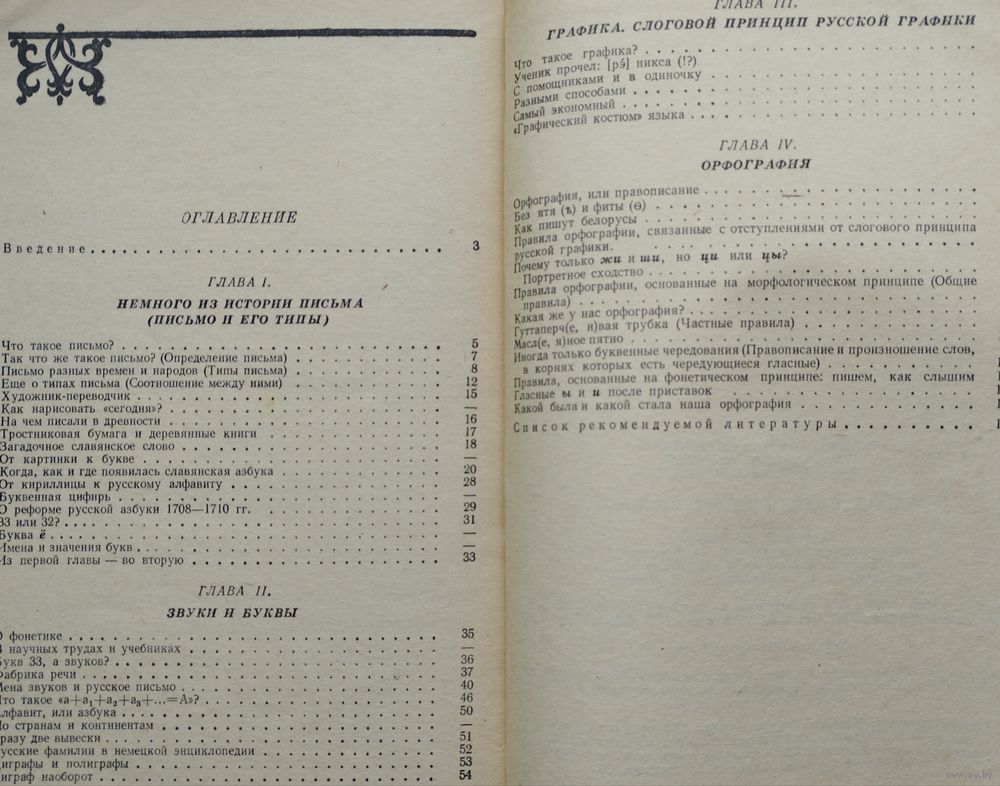 ОГЛАВЛЕНИЕ
Введение . . . 3
ГЛАВА I.
НЕМНОГО ИЗ ИСТОРИИ ПИСЬМА
(ПИСЬМО И ЕГО ТИПЫ)
Что такое письмо? . . . 5
Так что же такое письмо? (Определение письма) . . . 7
Письмо разных времен и народов (Типы письма) . . . 8
Еще о типах письма (Соотношение между ними) . . . 12
Художник-переводчик . . . 15
Как нарисовать «сегодня»? . . . —
На чем писали в древности . . . 16
Тростниковая бумага и деревянные книги . . . 17
Загадочное славянское слово . . . 18
От картинки к букве . . . —
Когда, как и где появилась славянская азбука . . . 20
От кириллицы к русскому алфавиту . . . 28
Буквенная цифирь . . . —
О реформе русской азбуки 1708—1710 гг. . . . 29
33 или 32? . . . 31
Буква ё . . . —
Имена и значения букв . . . —
Из первой главы — во вторую . . . 33
ГЛАВА II.
ЗВУКИ И БУКВЫ
О фонетике . . . 35
В научных трудах и учебниках . . . —
Букв 33, а звуков? . . . 36
Фабрика речи . . . 37
Мена звуков и русское письмо . . . 40
Что такое «а+а₁+а₂+а₃+...=А»? . . . 46
Алфавит, или азбука . . . 50
По странам и континентам . . . —
Сразу две вывески . . . 51
Русские фамилии в немецкой энциклопедии . . . 52
Диграфы и полиграфы . . . 53
Диграф наоборот . . . 54
ГЛАВА III.
ГРАФИКА. СЛОГОВОЙ ПРИНЦИП РУССКОЙ ГРАФИКИ
Что такое графика? . . .
Ученик прочел: [рэ́] никса (!?)
С помощниками и в одиночку . . .
Разными способами . . .
Самый экономный . . .
«Графический костюм» языка . . .
ГЛАВА IV.
ОРФОГРАФИЯ
Орфография, или правописание . . .
Без ятя (ѣ) и фиты (ѳ) . . .
Как пишут белорусы . . .
Правила орфографии, связанные с отступлениями от слогового принципа
русской графики. . . .
Почему только жи и ши, но ци или цы?
Портретное сходство . . .
Правила орфографии, основанные на морфологическом принципе (Общие
правила) . . .
Какая же у нас орфография? . . .
Гуттаперч(е, и)вая трубка (Частные правила) . . .
Масл(е, я)ное пятно . . .
Иногда только буквенные чередования (Правописание и произношение слов,
в корнях которых есть чередующиеся гласные) . . . 1
Правила, основанные на фонетическом принципе: пишем, как слышим 1
Гласные ы и и после приставок . . . 1
Какой была и какой стала наша орфография . . . 1
Список рекомендуемой литературы . . . 1
www.ay.by